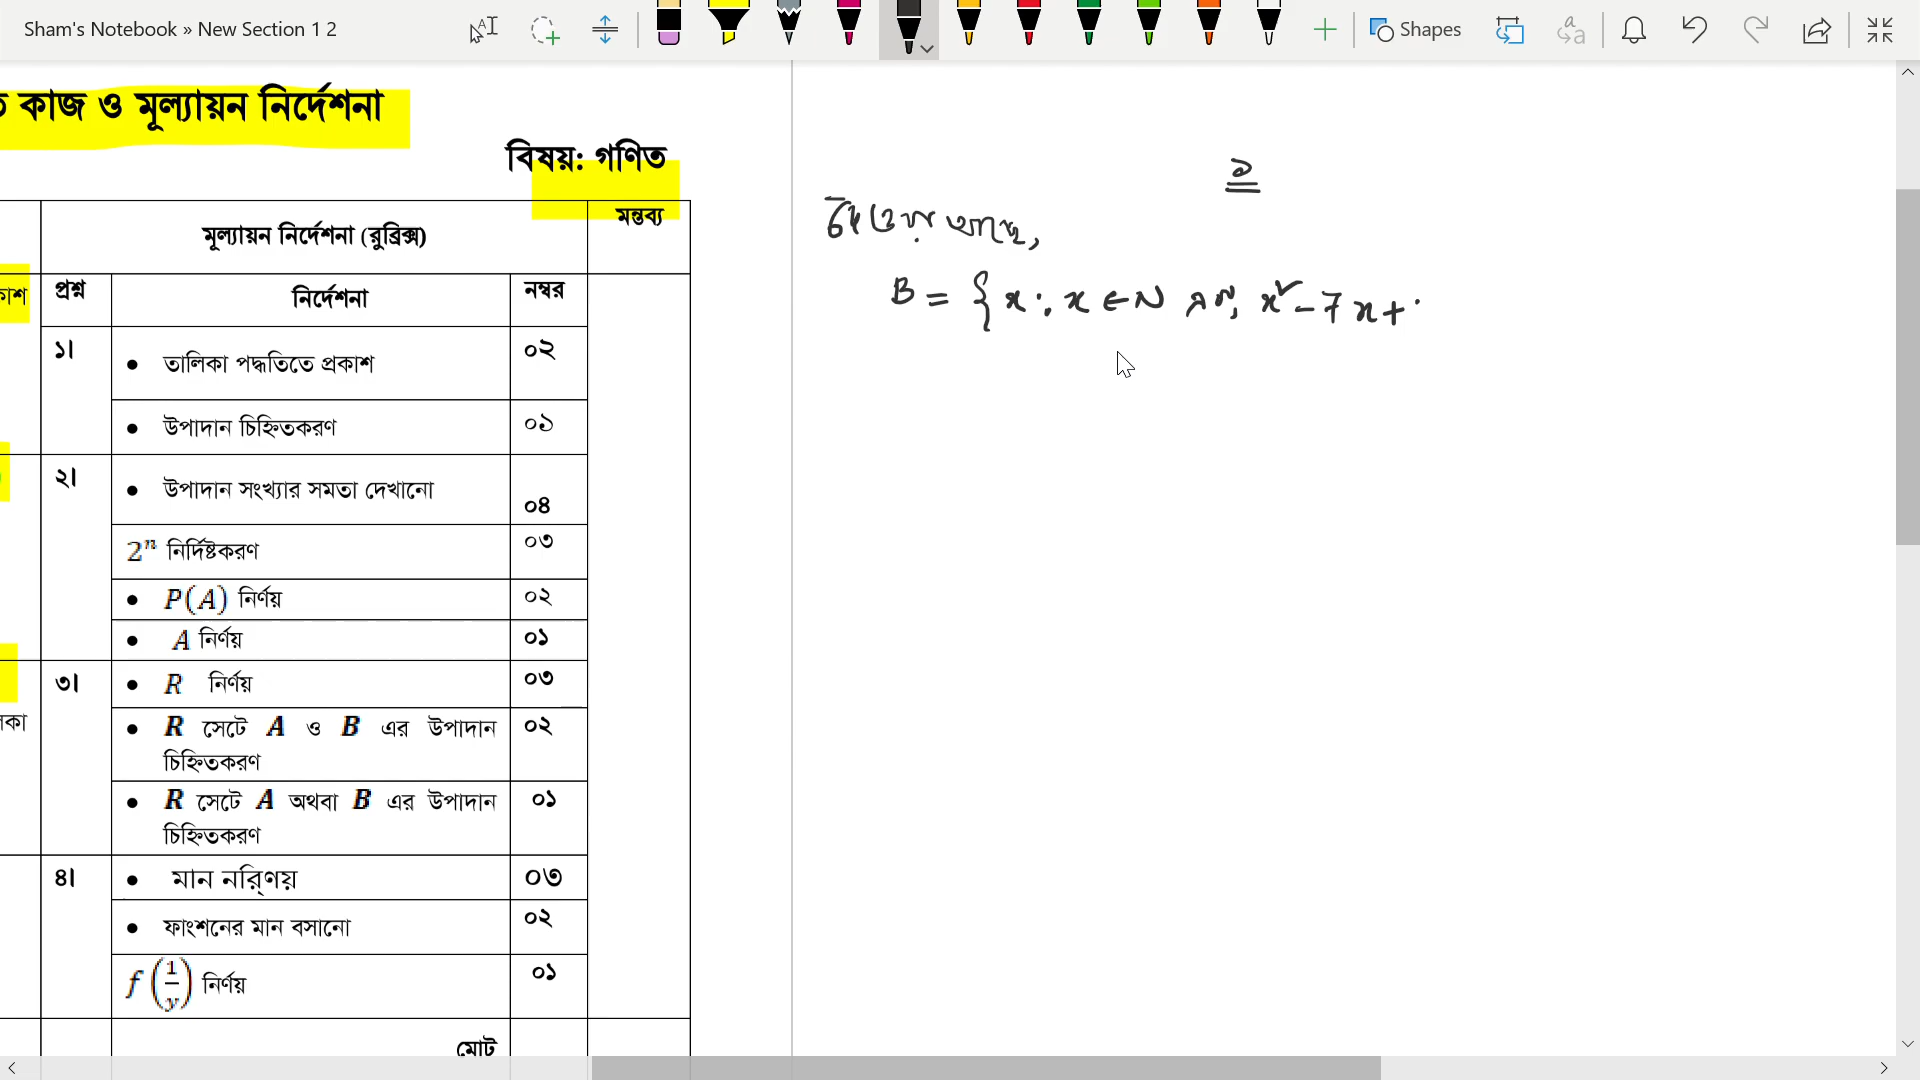 Sham's Notebook » New Section 1 2
Shapes
ত কাজ ও মূল্যায়ন নির্দেশনা
বিষয়: গণিত
মূল্যায়ন নির্দেশনা (রুব্রিক্স)
মন্তব্য
কাশ
প্রশ্ন
নির্দেশনা
নম্বর
১।
তালিকা পদ্ধতিতে প্রকাশ
০২
উপাদান চিহ্নিতকরণ
০১
২।
উপাদান সংখ্যার সমতা দেখানো
০৪
2ⁿ নির্দিষ্টকরণ
০৩
P(A) নির্ণয়
০২
A নির্ণয়
০১
৩।
R নির্ণয়
০৩
R সেটে A ও B এর উপাদান
চিহ্নিতকরণ
০২
R সেটে A অথবা B এর উপাদান
চিহ্নিতকরণ
০১
৪।
মান নির্ণয়
০৩
ফাংশনের মান বসানো
০২
f(1/y) নির্ণয়
০১
মোট
১
আছে,
B = {x : x ∈ N এবং, x² - 7x +